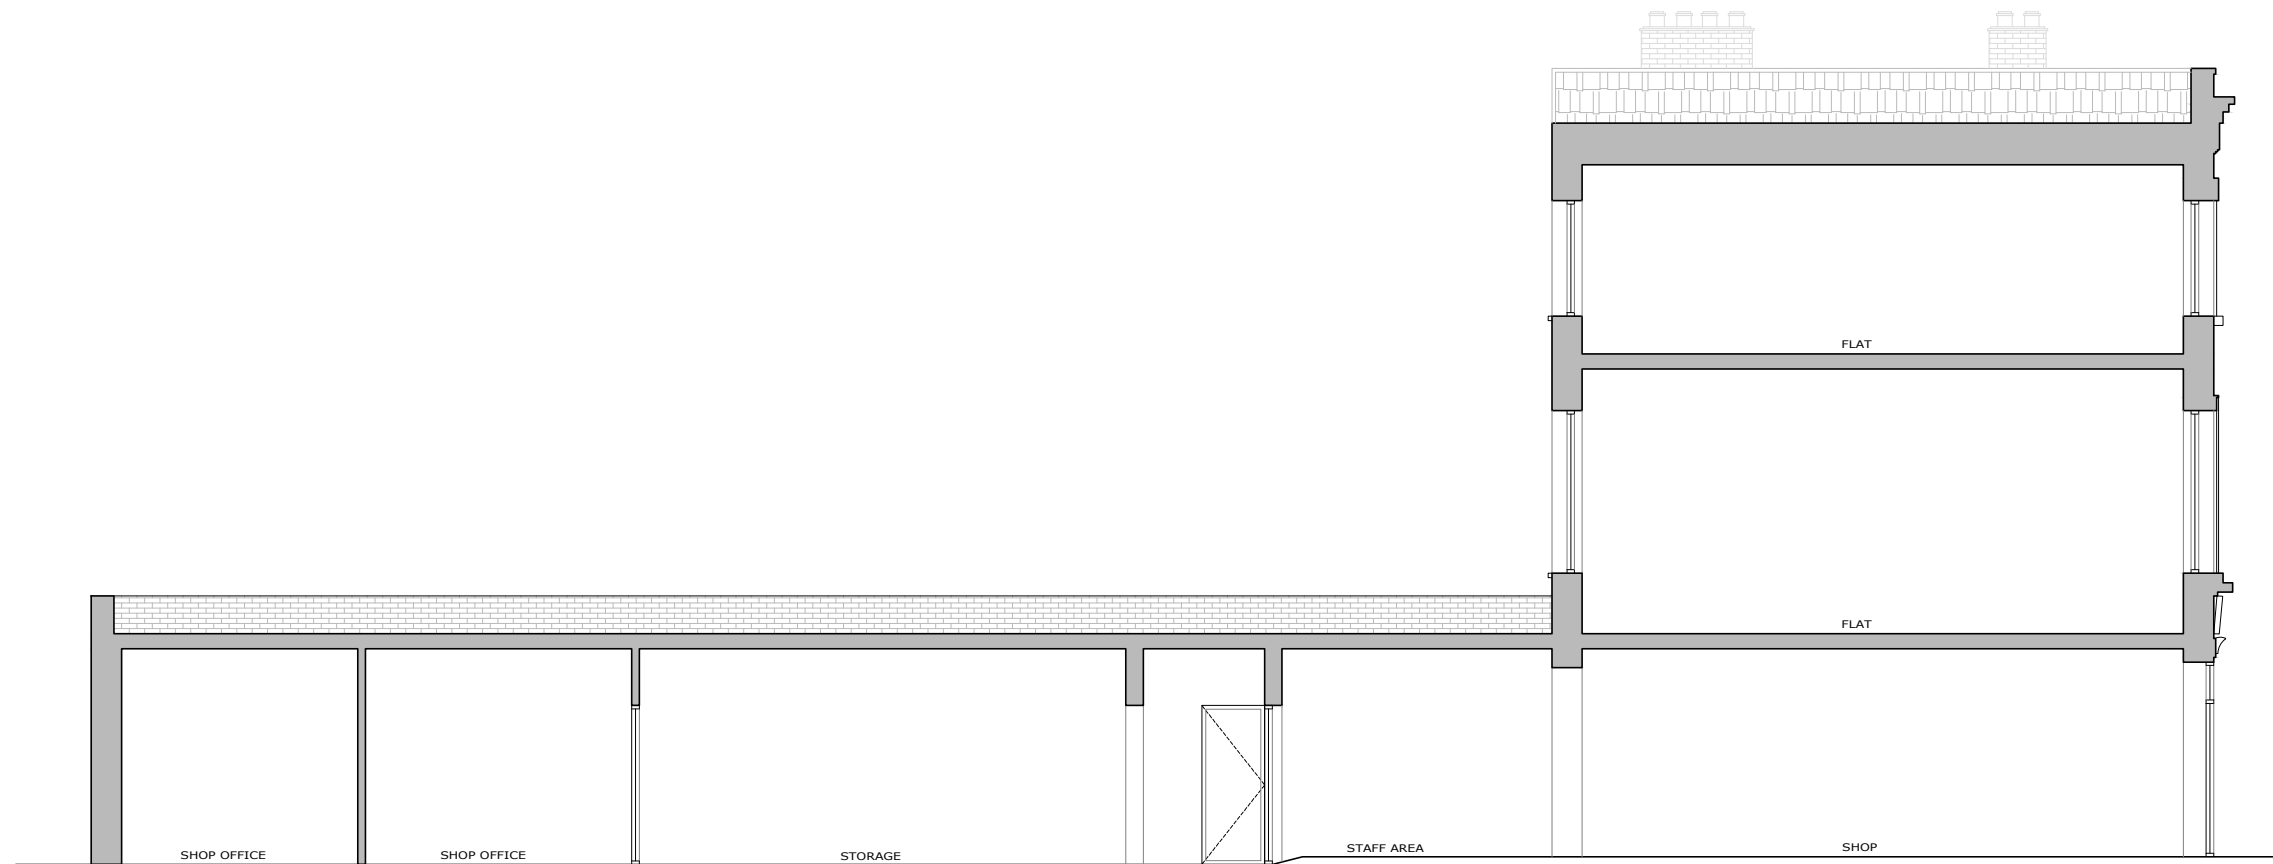 FLAT
FLAT
SHOP OFFICE
SHOP OFFICE
STORAGE
STAFF AREA
SHOP